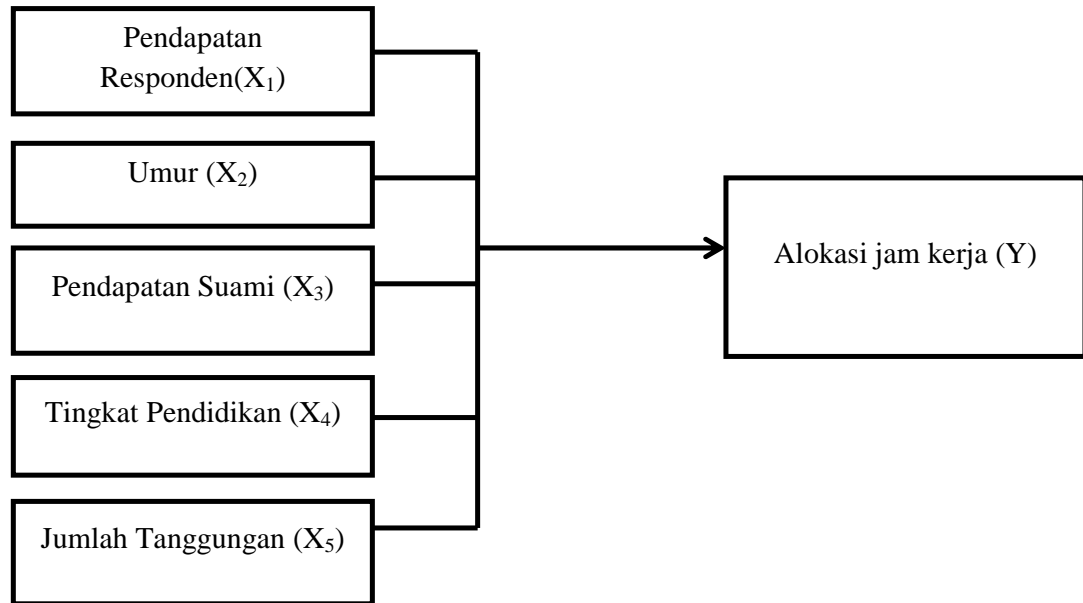 Pendapatan
Responden(X₁)
Umur (X₂)
Pendapatan Suami (X₃)
Tingkat Pendidikan (X₄)
Jumlah Tanggungan (X₅)
Alokasi jam kerja (Y)